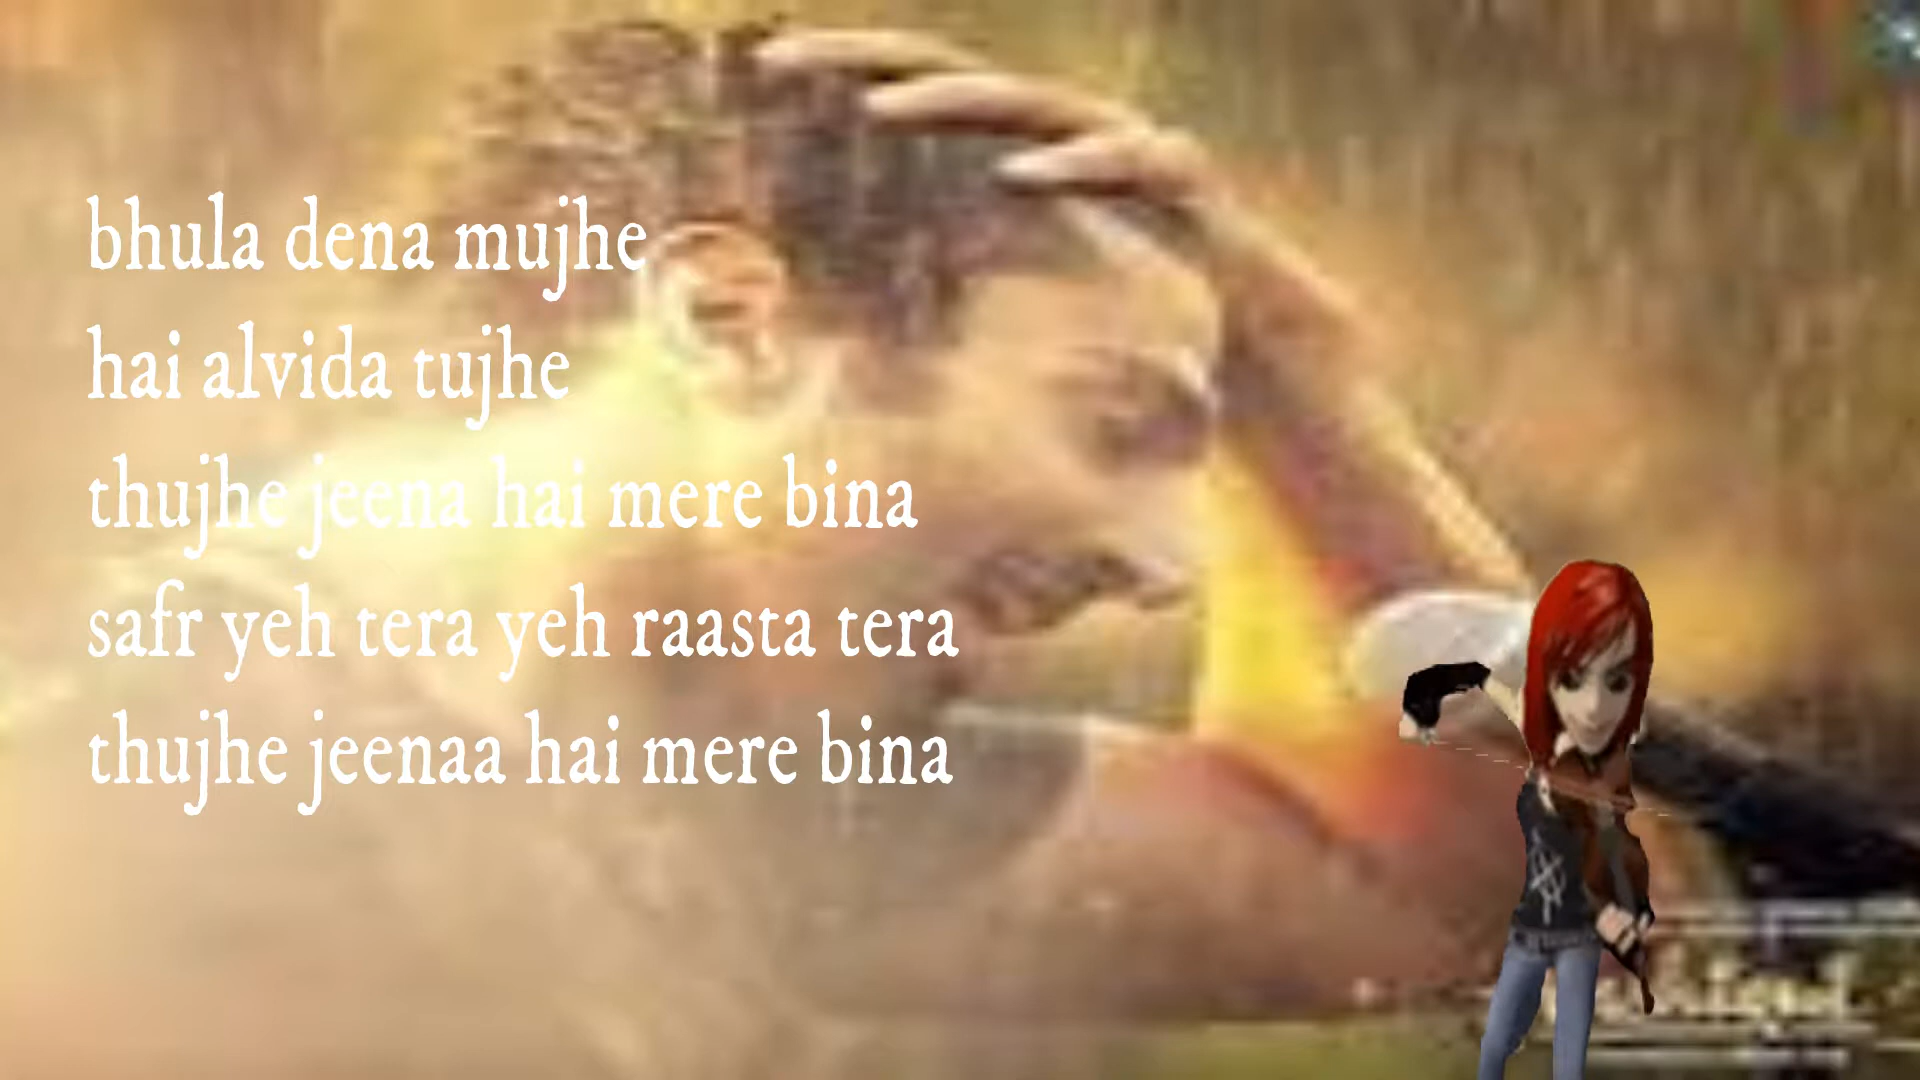 bhula dena mujhe
hai alvida tujhe
thujhe jeena hai mere bina
safr yeh tera yeh raasta tera
thujhe jeenaa hai mere bina